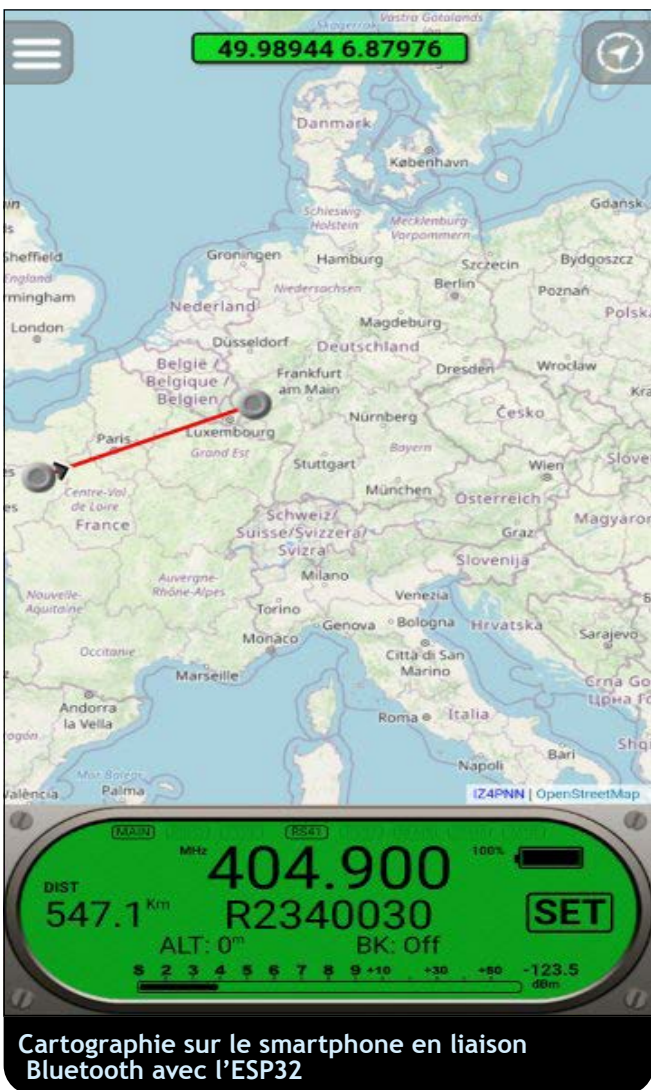 Skagerrak
Västra Götalands
49.98944 6.87976
Danmark
København
Gdańsk
Schleswig
Holstein
Mecklenburg
Vorpommern
Sheffield
England
Groningen
Hamburg
Szczecin
Bydgoszcz
Niedersachsen
Berlin
Poznań
Nederland
London
Magdeburg
Polska
Düsseldorf
Deutschland
België /
Belgique /
Belgien
Frankfurt
am Main
Dresden
Wrocław
Luxembourg
Nürnberg
Česko
Paris
Grand Est
Bayern
Stuttgart
Wien
Centre-Val
de Loire
München
Österreich
France
Schweiz/
Suisse/Svizzera/
Svizra
Magyaror
Graz
Slovenija
Auvergne-
Rhône-Alpes
Milano
Nouvelle-
Aquitaine
Torino
Venezia
Genova
Bologna
Hrvatska
Occitanie
Monaco
Sarajevo
Marseille
Città di San
Marino
Andorra
la Vella
Roma
Italia
Bari
Napoli
Palma
IZ4PNN | OpenStreetMap
MAIN RS41
MHz 404.900 100%
DIST
547.1 Km R2340030 SET
ALT: 0m BK: Off
S 2 3 4 5 6 7 8 9 +10 +30 -123.5
dBm
Cartographie sur le smartphone en liaison
Bluetooth avec l’ESP32